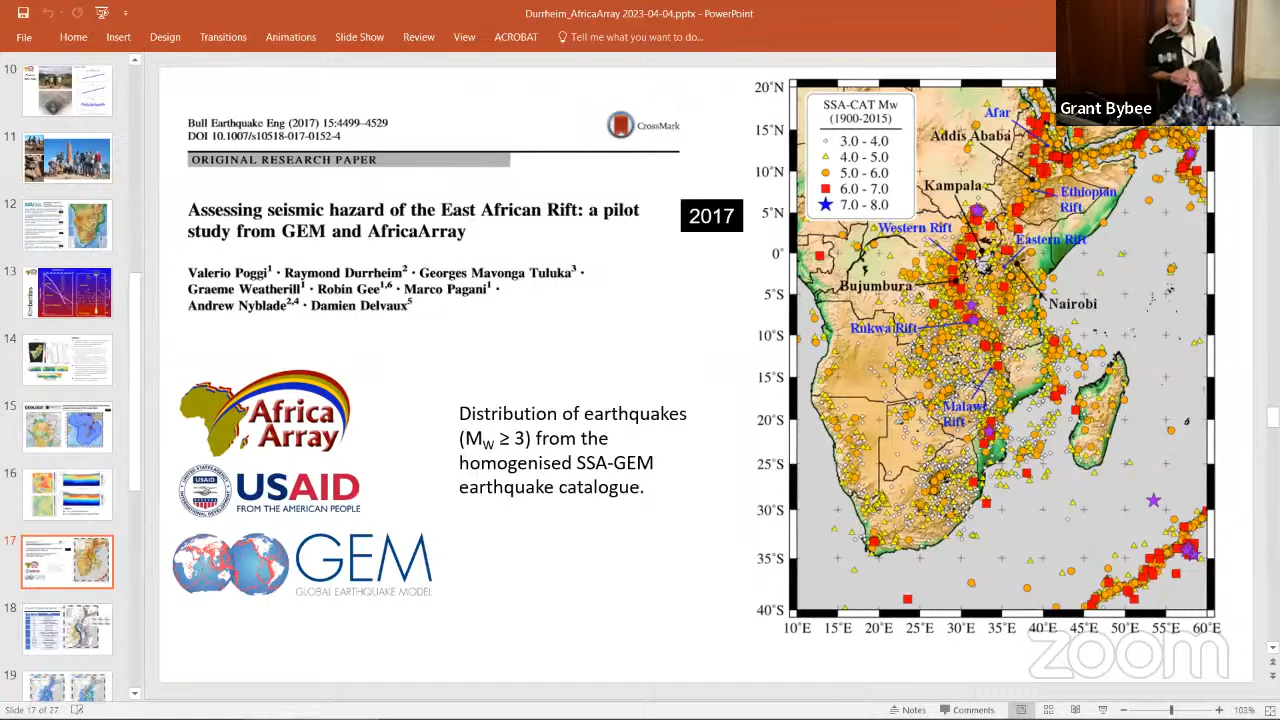 Durrheim_AfricaArray 2023-04-04.pptx - PowerPoint
File Home Insert Design Transitions Animations Slide Show Review View ACROBAT Tell me what you want to do...
Grant Bybee
11
12
16
17
18
19
Bull Earthquake Eng (2017) 15:4499–4529
DOI 10.1007/s10518-017-0152-4
CrossMark
ORIGINAL RESEARCH PAPER
Assessing seismic hazard of the East African Rift: a pilot
study from GEM and AfricaArray
2017
Valerio Poggi1 · Raymond Durrheim2 · Georges Mavonga Tuluka3 ·
Graeme Weatherill1 · Robin Gee1,6 · Marco Pagani1 ·
Andrew Nyblade2,4 · Damien Delvaux5
Africa
Array
USAID
FROM THE AMERICAN PEOPLE
GEM
GLOBAL EARTHQUAKE MODEL
Distribution of earthquakes
(MW ≥ 3) from the
homogenised SSA-GEM
earthquake catalogue.
SSA-CAT Mw
(1900-2015)
3.0 - 4.0
4.0 - 5.0
5.0 - 6.0
6.0 - 7.0
7.0 - 8.0
Afar
Addis Ababa
Kampala
Ethiopian
Rift
Western Rift
Eastern Rift
Bujumbura
Nairobi
Rukwa Rift
Malawi
Rift
20˚N
15˚N
10˚N
5˚N
0˚
5˚S
10˚S
15˚S
20˚S
25˚S
30˚S
35˚S
40˚S
10˚E 15˚E 20˚E 25˚E 30˚E 35˚E 40˚E 45˚E 50˚E 55˚E 60˚E
zoom
Slide 17 of 27
Notes
Comments
103%